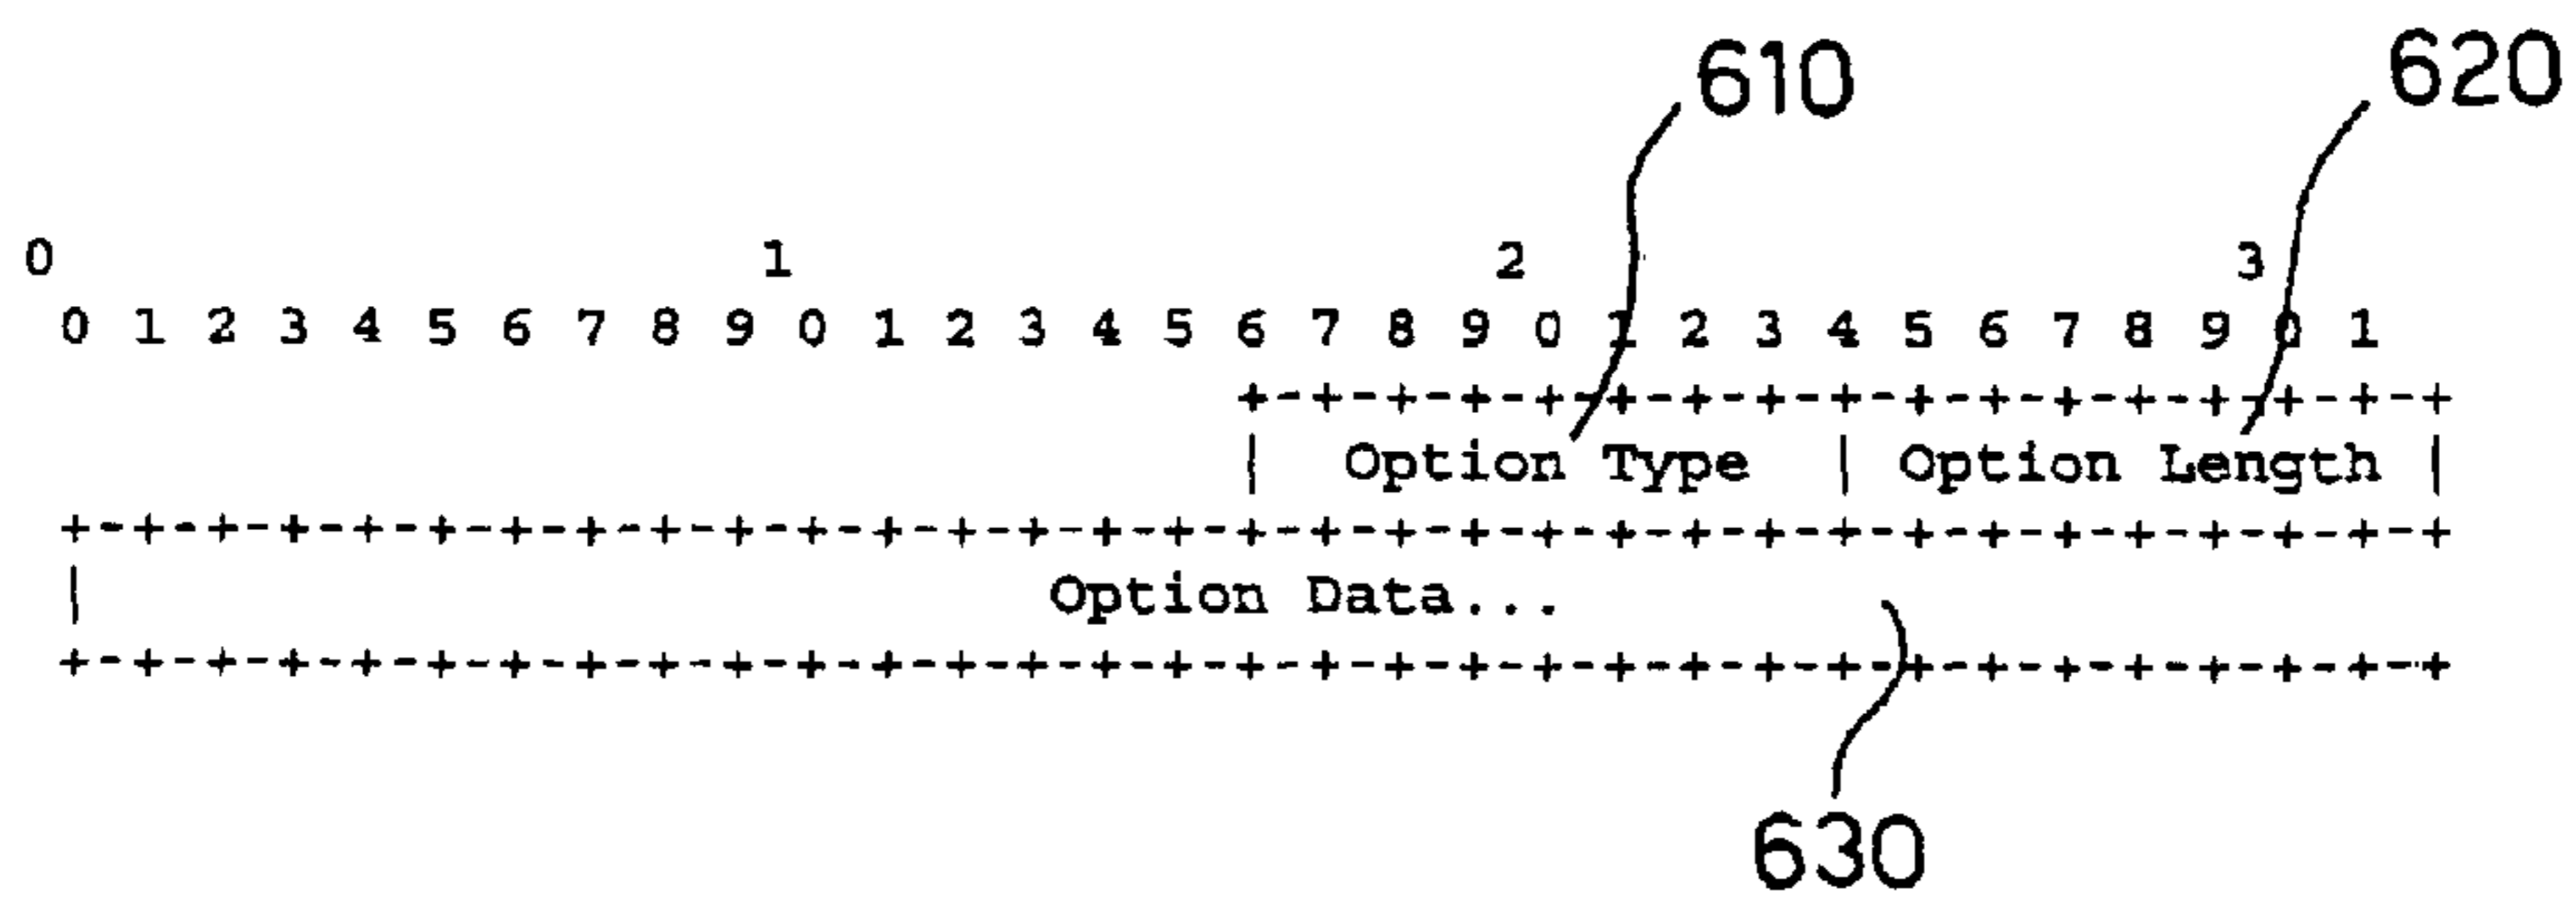 610 620
0 1 2 3
0 1 2 3 4 5 6 7 8 9 0 1 2 3 4 5 6 7 8 9 0 1 2 3 4 5 6 7 8 9 0 1
+-+-+-+-+-+-+-+-+-+-+-+-+-+-+-+-+
| Option Type | Option Length |
+-+-+-+-+-+-+-+-+-+-+-+-+-+-+-+-+-+-+-+-+-+-+-+-+-+-+-+-+-+-+-+-+
| Option Data...
+-+-+-+-+-+-+-+-+-+-+-+-+-+-+-+-+-+-+-+-+-+-+-+-+-+-+-+-+-+-+-+-+
630